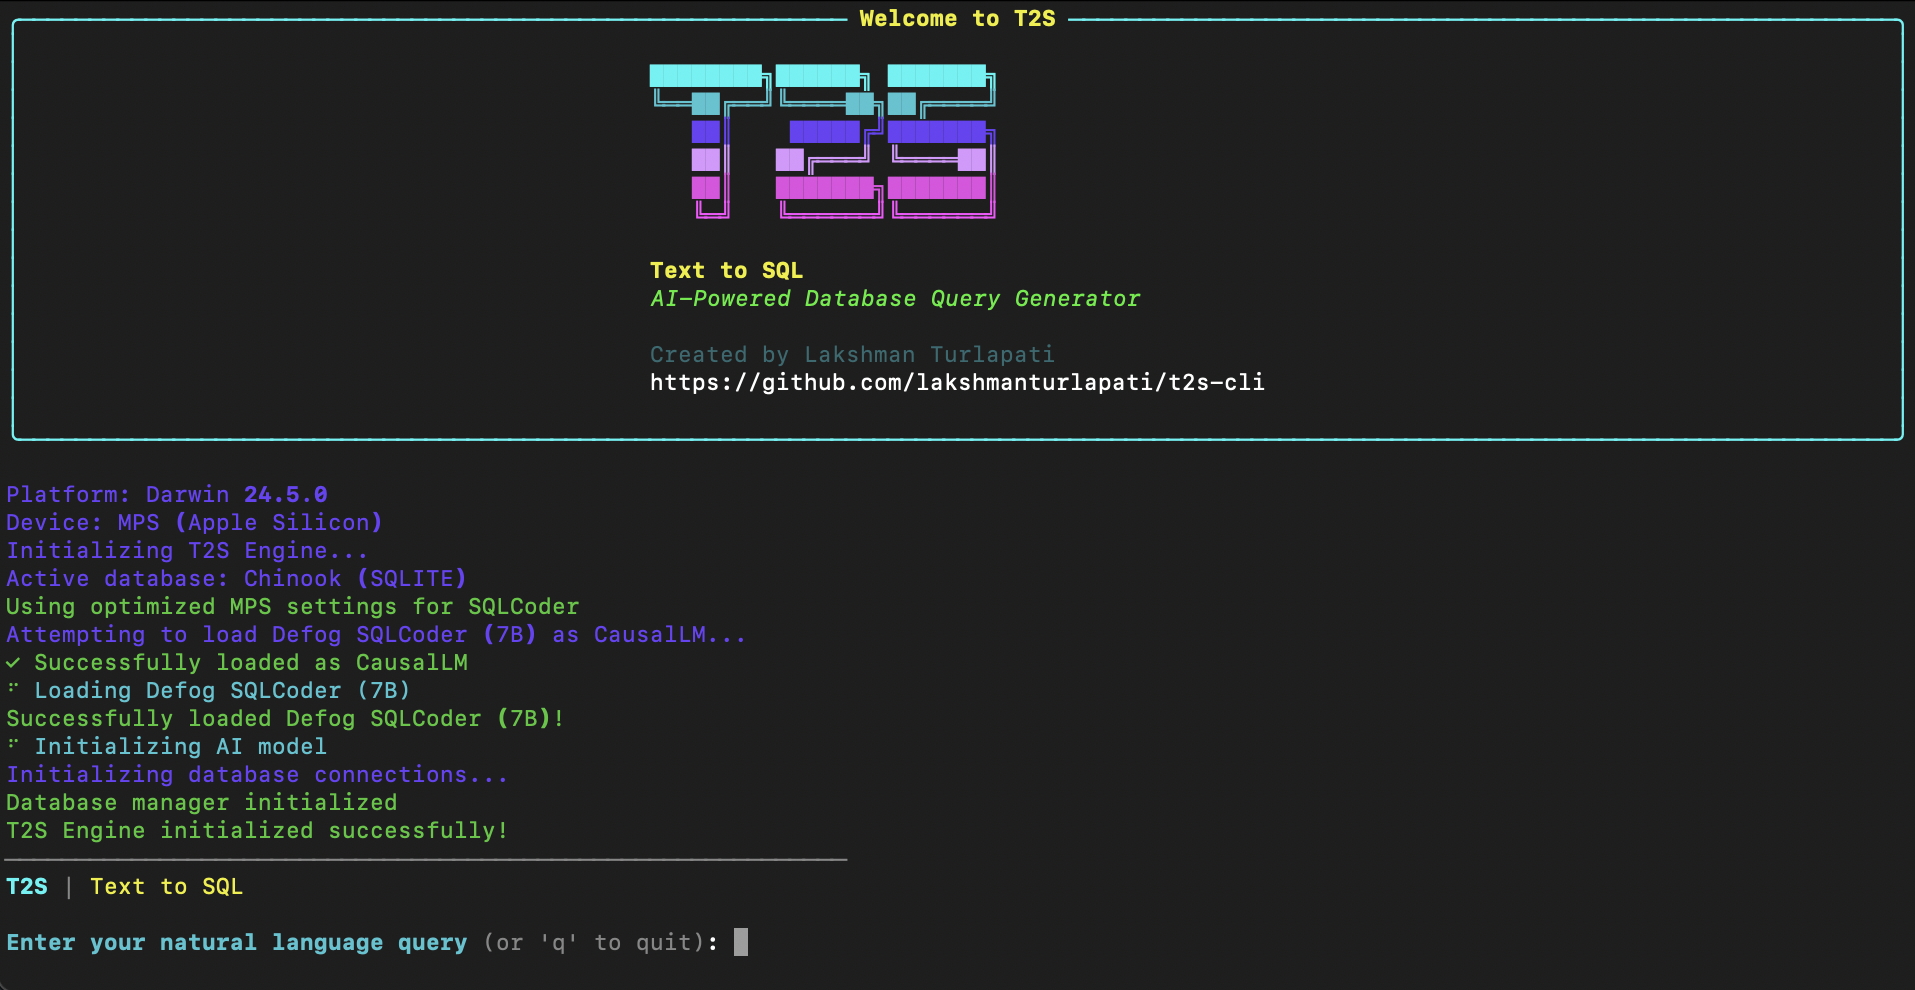 Welcome to T2S
T2S
Text to SQL
AI-Powered Database Query Generator
Created by Lakshman Turlapati
https://github.com/lakshmanturlapati/t2s-cli
Platform: Darwin 24.5.0
Device: MPS (Apple Silicon)
Initializing T2S Engine...
Active database: Chinook (SQLITE)
Using optimized MPS settings for SQLCoder
Attempting to load Defog SQLCoder (7B) as CausalLM...
✓ Successfully loaded as CausalLM
⠋ Loading Defog SQLCoder (7B)
Successfully loaded Defog SQLCoder (7B)!
⠋ Initializing AI model
Initializing database connections...
Database manager initialized
T2S Engine initialized successfully!
T2S | Text to SQL
Enter your natural language query (or 'q' to quit):